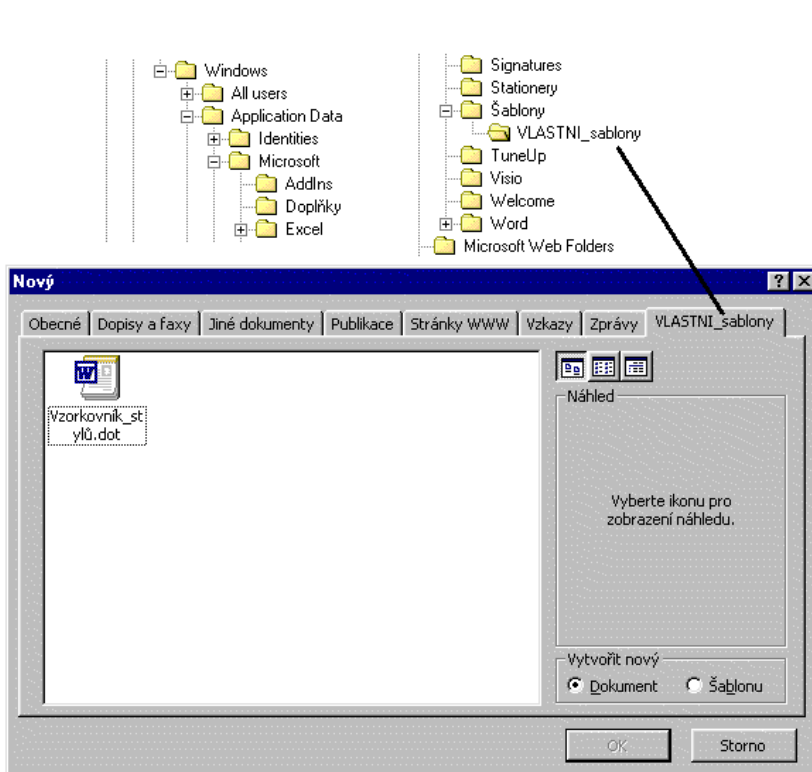 Windows
All users
Application Data
Identities
Microsoft
AddIns
Doplňky
Excel
Signatures
Stationery
Šablony
VLASTNI_sablony
TuneUp
Visio
Welcome
Word
Microsoft Web Folders
Nový
Obecné Dopisy a faxy Jiné dokumenty Publikace Stránky WWW Vzkazy Zprávy VLASTNI_sablony
Vzorkovník_st
ylů.dot
Náhled
Vyberte ikonu pro
zobrazení náhledu.
Vytvořit nový
Dokument Šablonu
OK Storno